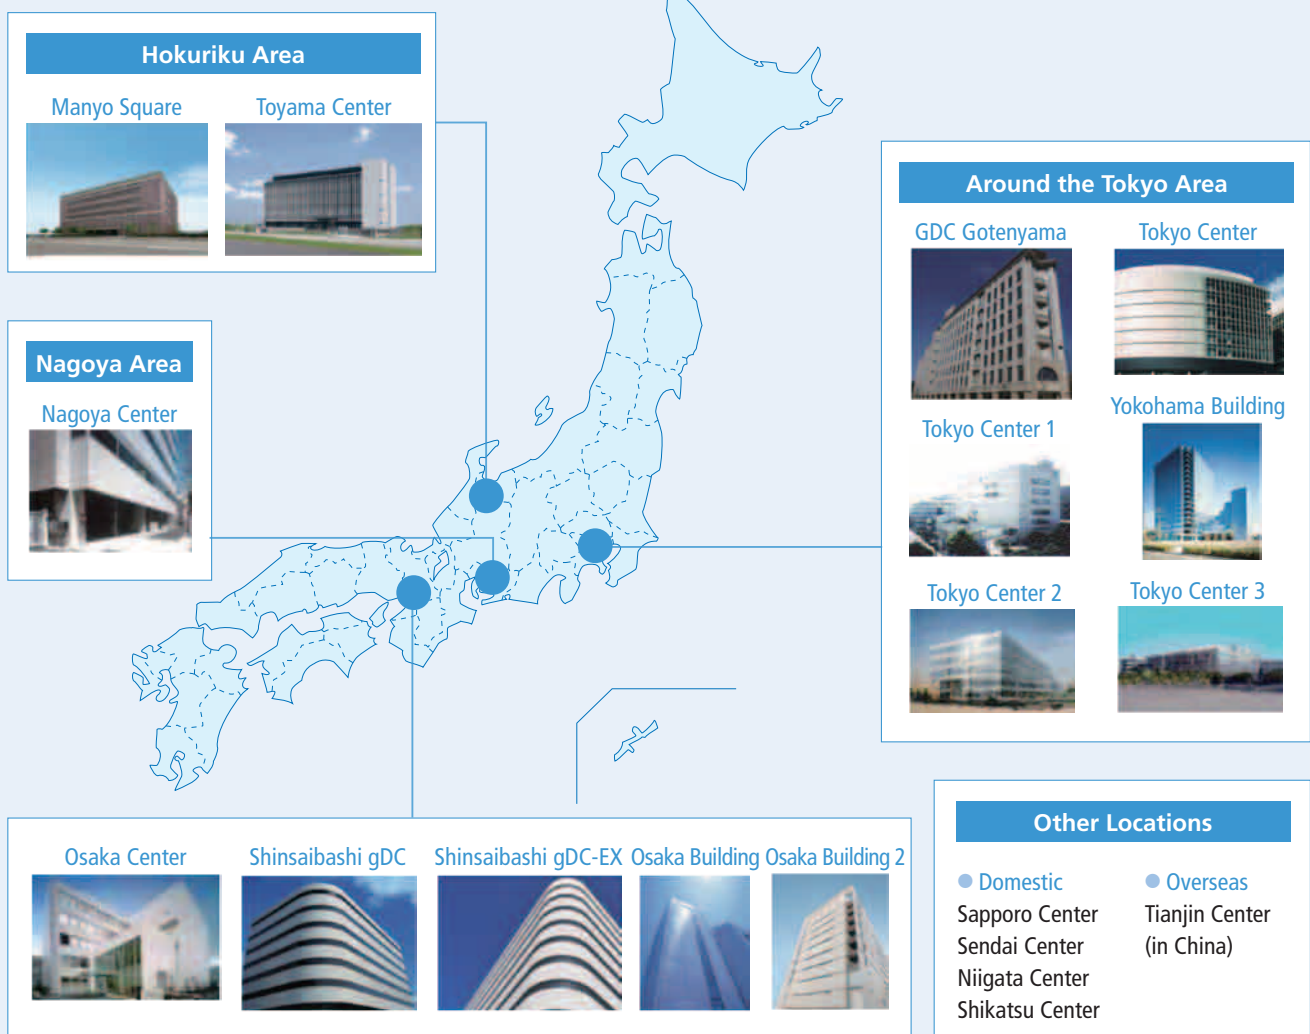 Hokuriku Area
Manyo Square
Toyama Center
Nagoya Area
Nagoya Center
Around the Tokyo Area
GDC Gotenyama
Tokyo Center
Tokyo Center 1
Yokohama Building
Tokyo Center 2
Tokyo Center 3
Osaka Center
Shinsaibashi gDC
Shinsaibashi gDC-EX
Osaka Building
Osaka Building 2
Other Locations
Domestic
Sapporo Center
Sendai Center
Niigata Center
Shikatsu Center
Overseas
Tianjin Center
(in China)